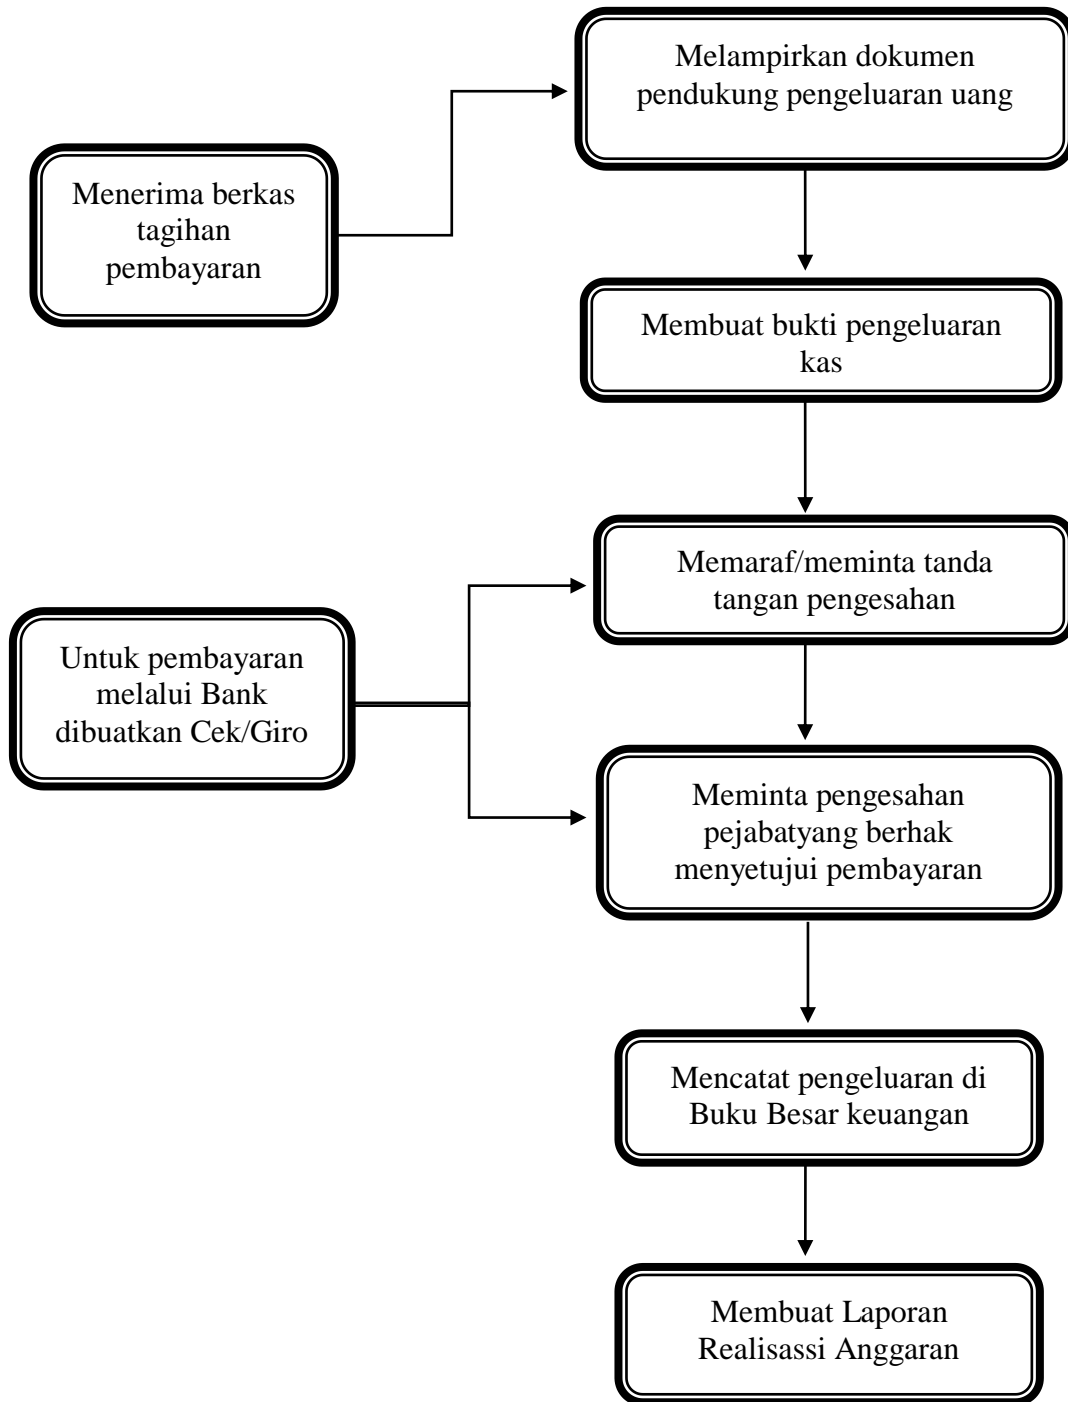 Melampirkan dokumen
pendukung pengeluaran uang
Menerima berkas
tagihan
pembayaran
Membuat bukti pengeluaran
kas
Memaraf/meminta tanda
tangan pengesahan
Untuk pembayaran
melalui Bank
dibuatkan Cek/Giro
Meminta pengesahan
pejabatyang berhak
menyetujui pembayaran
Mencatat pengeluaran di
Buku Besar keuangan
Membuat Laporan
Realisassi Anggaran